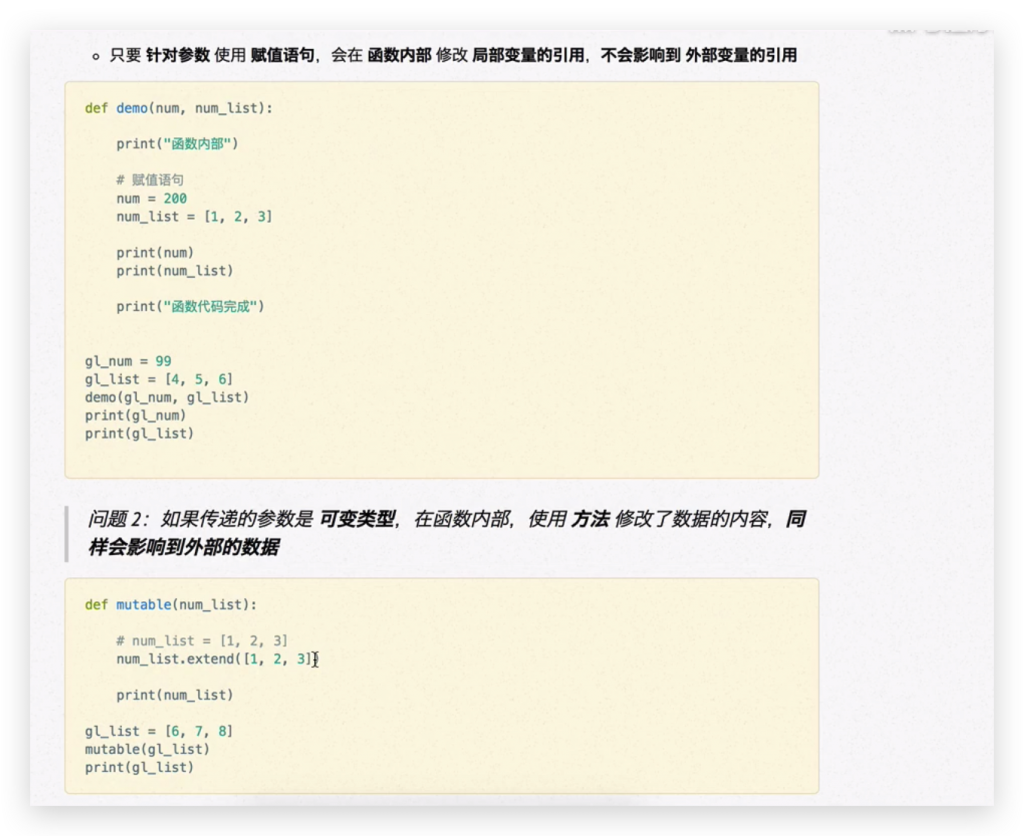 只要 针对参数 使用 赋值语句，会在 函数内部 修改 局部变量的引用，不会影响到 外部变量的引用
def demo(num, num_list):
print("函数内部")
# 赋值语句
num = 200
num_list = [1, 2, 3]
print(num)
print(num_list)
print("函数代码完成")
gl_num = 99
gl_list = [4, 5, 6]
demo(gl_num, gl_list)
print(gl_num)
print(gl_list)
问题 2：如果传递的参数是 可变类型，在函数内部，使用 方法 修改了数据的内容，同
样会影响到外部的数据
def mutable(num_list):
# num_list = [1, 2, 3]
num_list.extend([1, 2, 3])
print(num_list)
gl_list = [6, 7, 8]
mutable(gl_list)
print(gl_list)